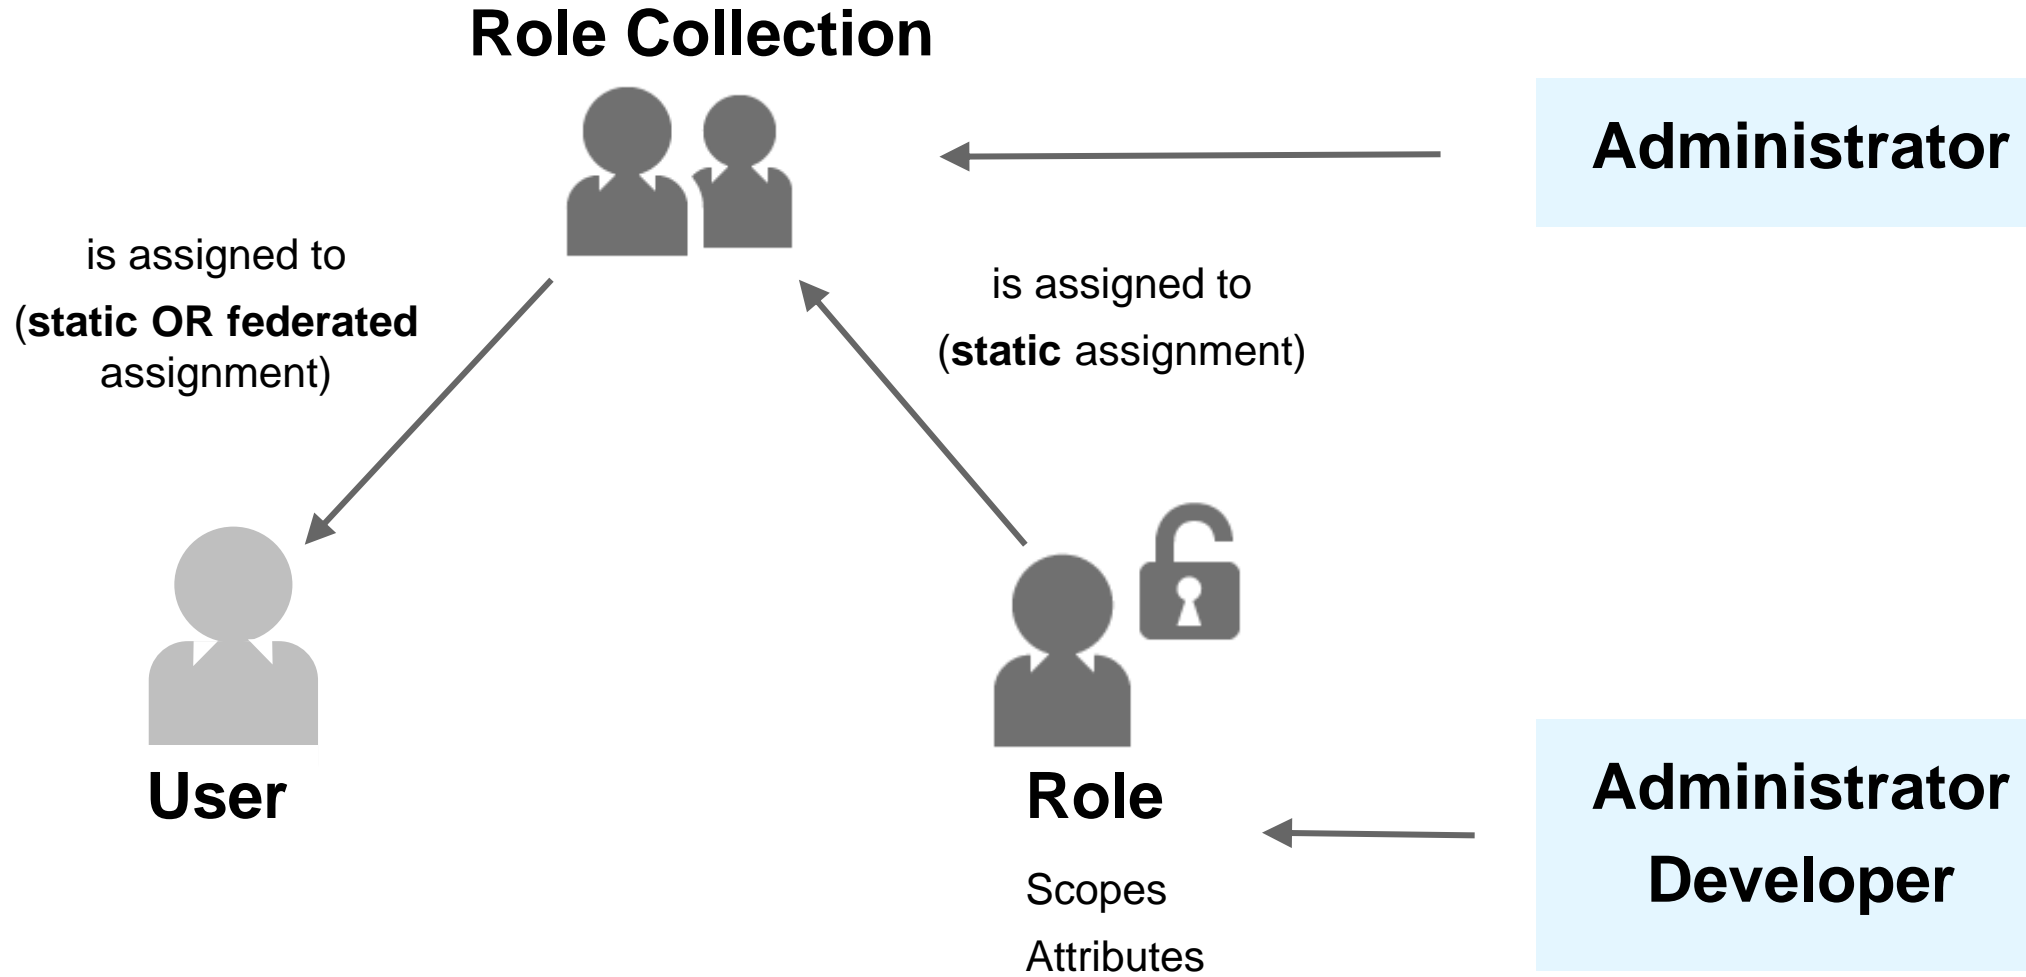 Role Collection
Administrator
is assigned to
(static OR federated
assignment)
is assigned to
(static assignment)
User
Role
Scopes
Attributes
Administrator
Developer